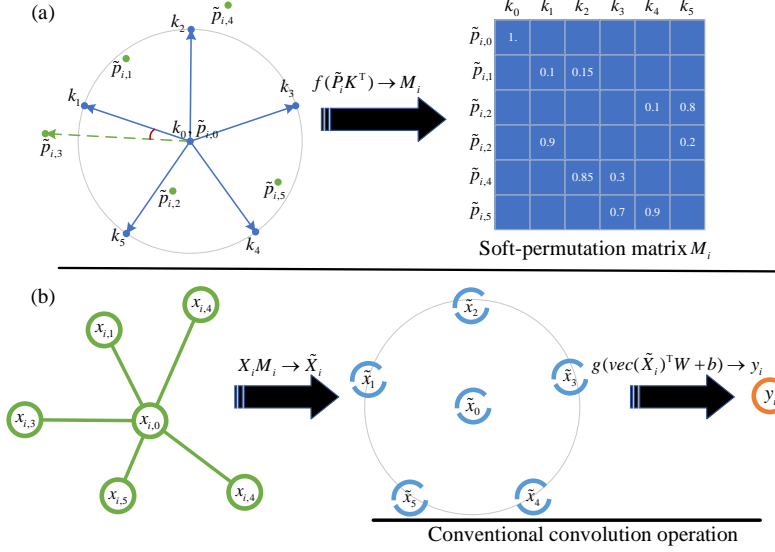 (a)
k₂
p̃ᵢ,₄
p̃ᵢ,₁
k₁
k₃
k₀, p̃ᵢ,₀
p̃ᵢ,₃
p̃ᵢ,₂
p̃ᵢ,₅
k₅
k₄
f(P̃ᵢKᵀ) → Mᵢ
k₀ k₁ k₂ k₃ k₄ k₅
p̃ᵢ,₀ 1.
p̃ᵢ,₁ 0.1 0.15
p̃ᵢ,₂ 0.1 0.8
p̃ᵢ,₂ 0.9 0.2
p̃ᵢ,₄ 0.85 0.3
p̃ᵢ,₅ 0.7 0.9
Soft-permutation matrix Mᵢ
(b)
xᵢ,₄
xᵢ,₁
xᵢ,₃
xᵢ,₀
xᵢ,₅
xᵢ,₄
XᵢMᵢ → X̃ᵢ
x̃₂
x̃₁
x̃₃
x̃₀
x̃₅
x̃₄
g(vec(X̃ᵢ)ᵀW + b) → yᵢ
yᵢ
Conventional convolution operation